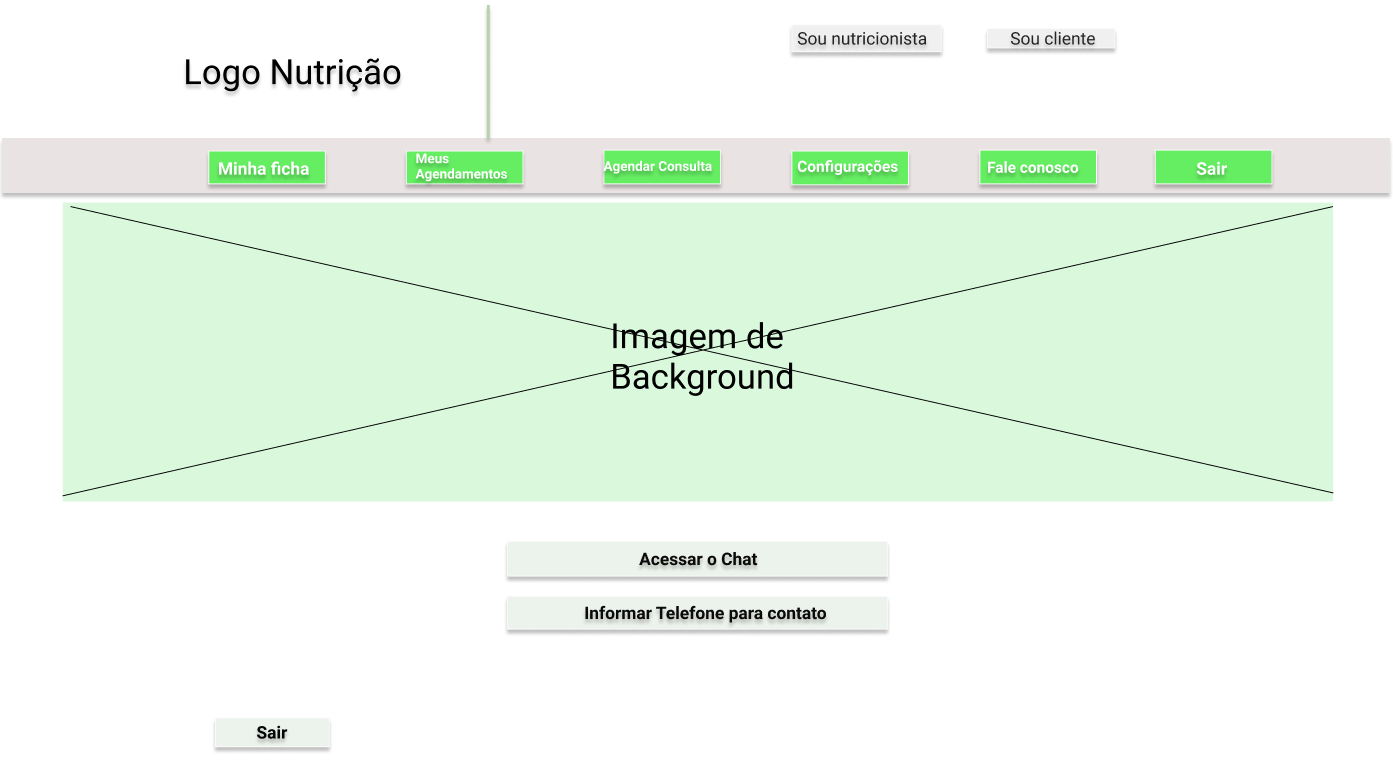 Sou nutricionista
Sou cliente
Logo Nutrição
Minha ficha
Meus
Agendamentos
Agendar Consulta
Configurações
Fale conosco
Sair
Imagem de
Background
Acessar o Chat
Informar Telefone para contato
Sair